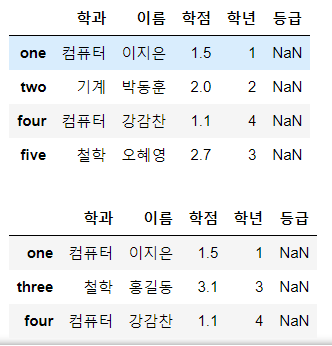 학과 이름 학점 학년 등급
one 컴퓨터 이지은 1.5 1 NaN
two 기계 박동훈 2.0 2 NaN
four 컴퓨터 강감찬 1.1 4 NaN
five 철학 오혜영 2.7 3 NaN
학과 이름 학점 학년 등급
one 컴퓨터 이지은 1.5 1 NaN
three 철학 홍길동 3.1 3 NaN
four 컴퓨터 강감찬 1.1 4 NaN